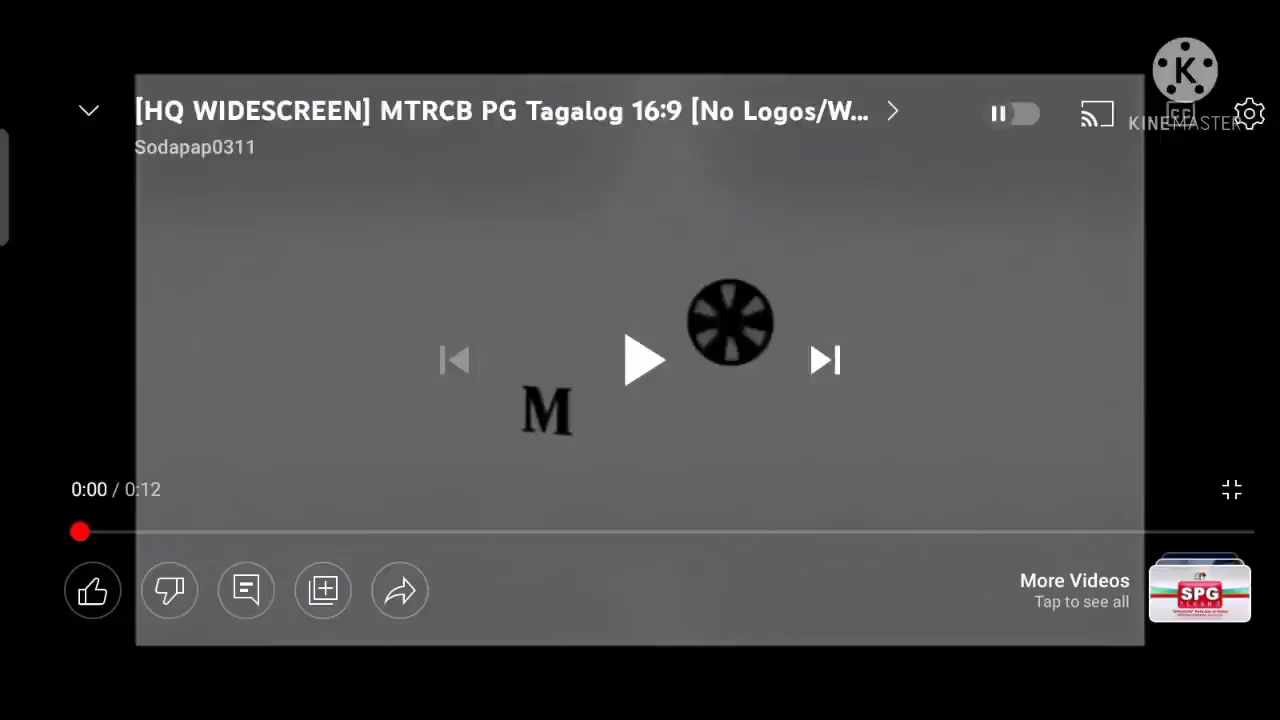 K
[HQ WIDESCREEN] MTRCB PG Tagalog 16:9 [No Logos/W...
KINEMASTER
Sodapap0311
M
0:00 / 0:12
More Videos
Tap to see all
SPG